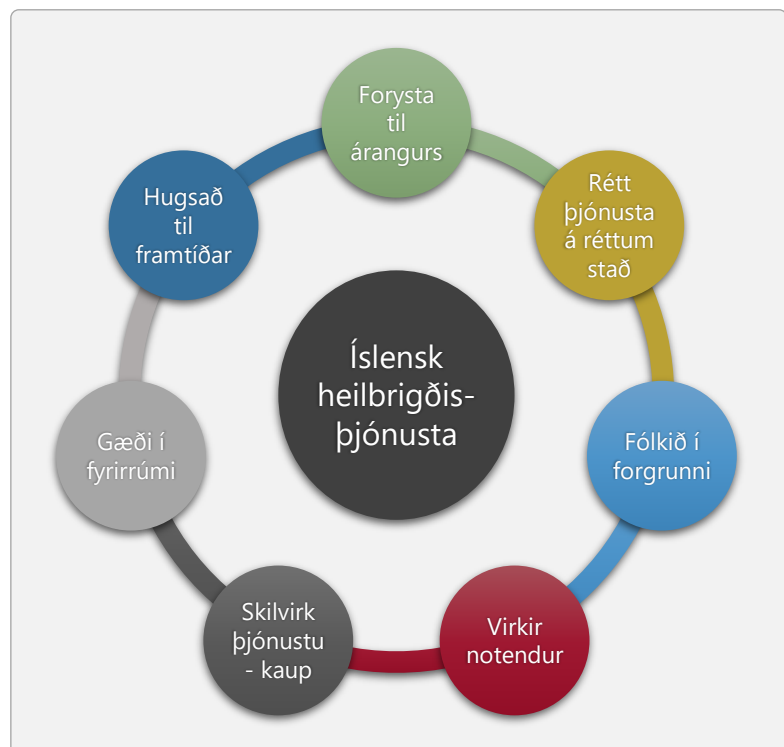 Forysta
til
árangurs
Rétt
þjónusta
á réttum
stað
Fólkið í
forgrunni
Virkir
notendur
Skilvirk
þjónustu
- kaup
Gæði í
fyrirrúmi
Hugsað
til
framtíðar
Íslensk
heilbrigðis-
þjónusta